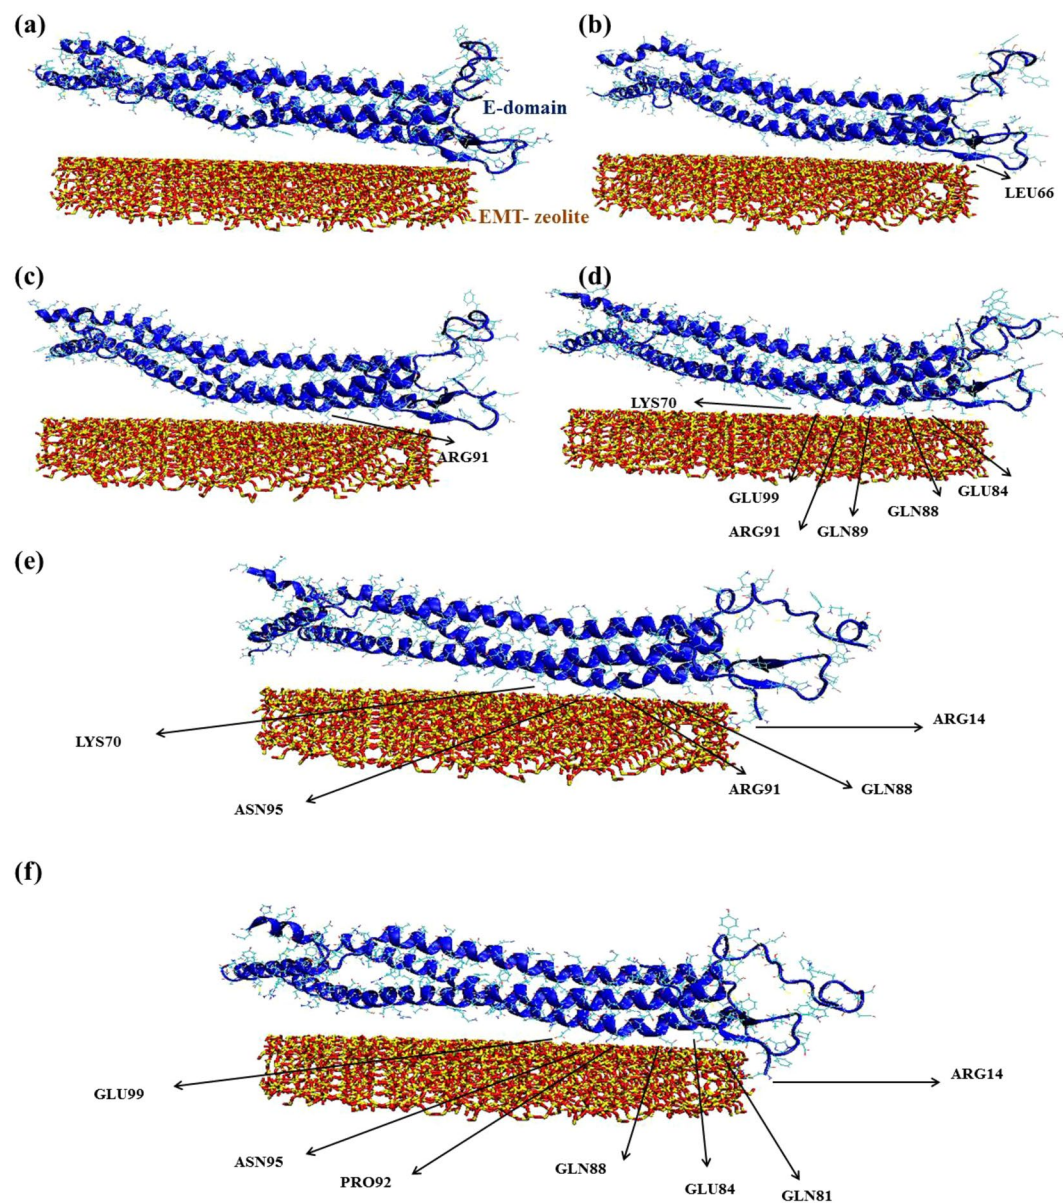 (a)
(b)
E-domain
LEU66
EMT- zeolite
(c)
(d)
LYS70
ARG91
GLU99
GLU84
GLN88
ARG91
GLN89
(e)
ARG14
LYS70
ARG91
GLN88
ASN95
(f)
ARG14
GLU99
ASN95
GLN88
PRO92
GLU84
GLN81